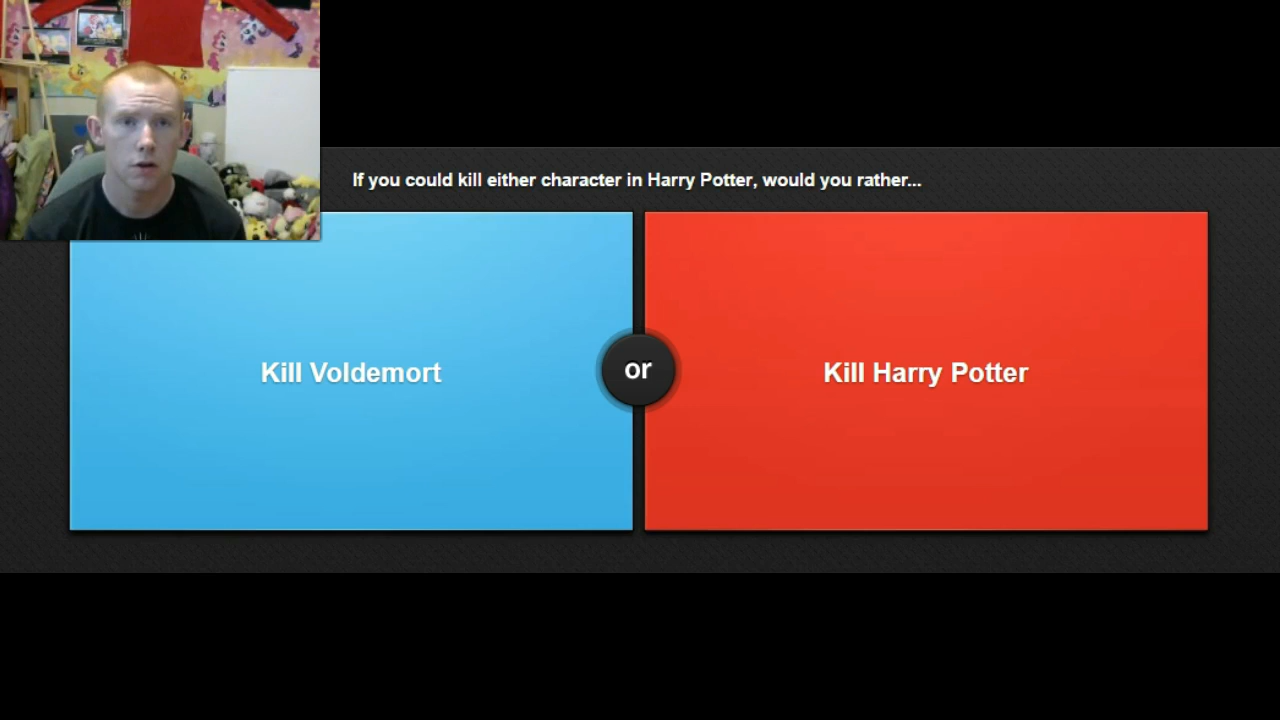 If you could kill either character in Harry Potter, would you rather...
Kill Voldemort
or
Kill Harry Potter